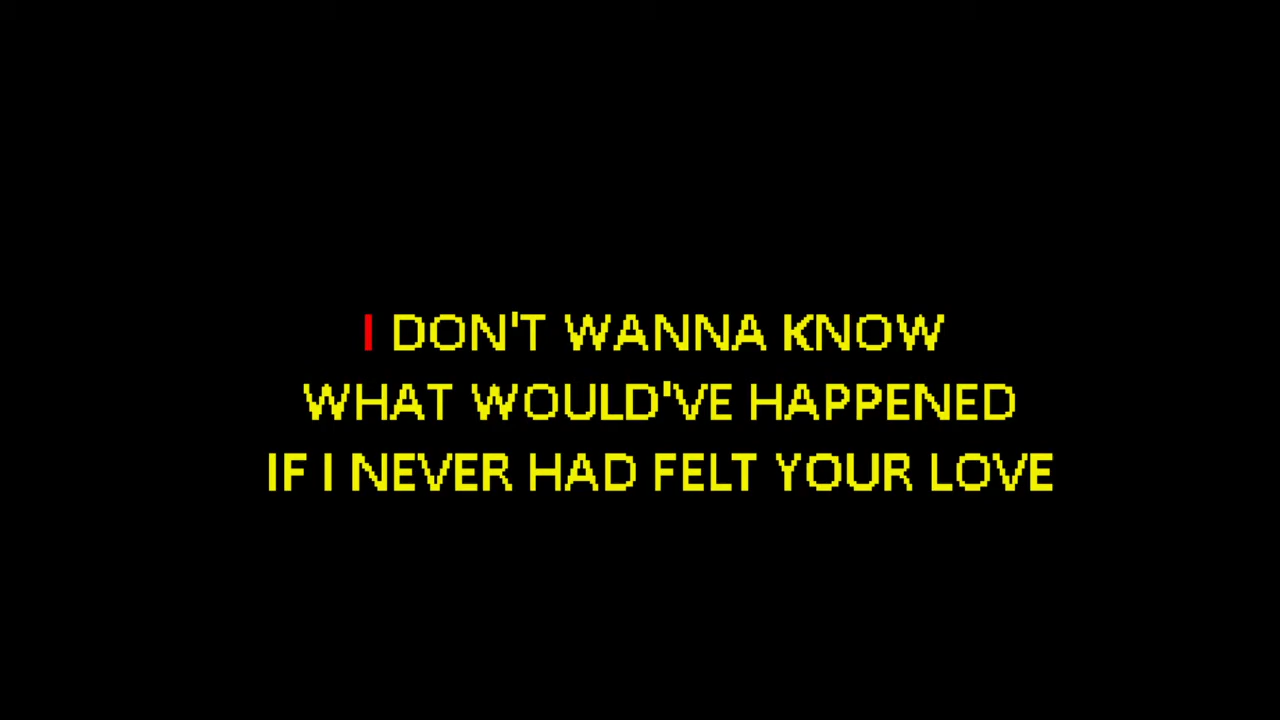 I DON'T WANNA KNOW
WHAT WOULD'VE HAPPENED
IF I NEVER HAD FELT YOUR LOVE